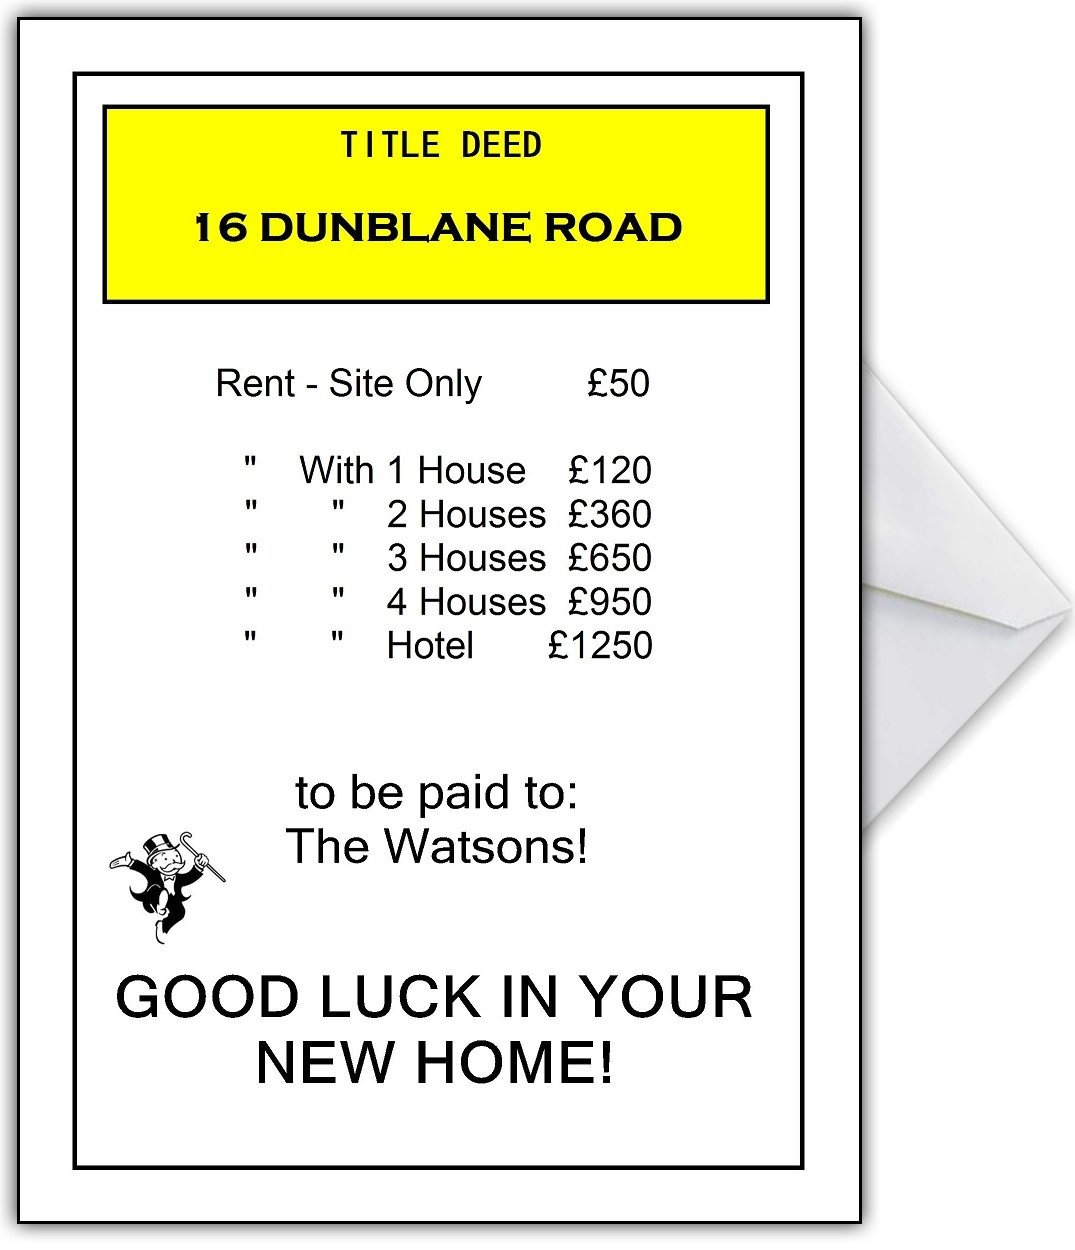 TITLE DEED
16 DUNBLANE ROAD
Rent - Site Only £50
" With 1 House £120
" " 2 Houses £360
" " 3 Houses £650
" " 4 Houses £950
" " Hotel £1250
to be paid to:
The Watsons!
GOOD LUCK IN YOUR
NEW HOME!